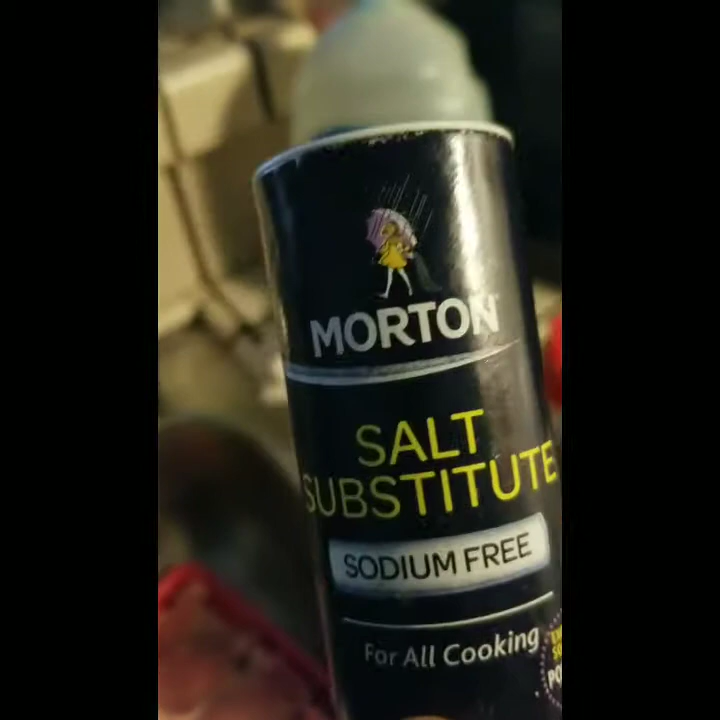 MORTON
SALT
SUBSTITUTE
SODIUM FREE
For All Cooking